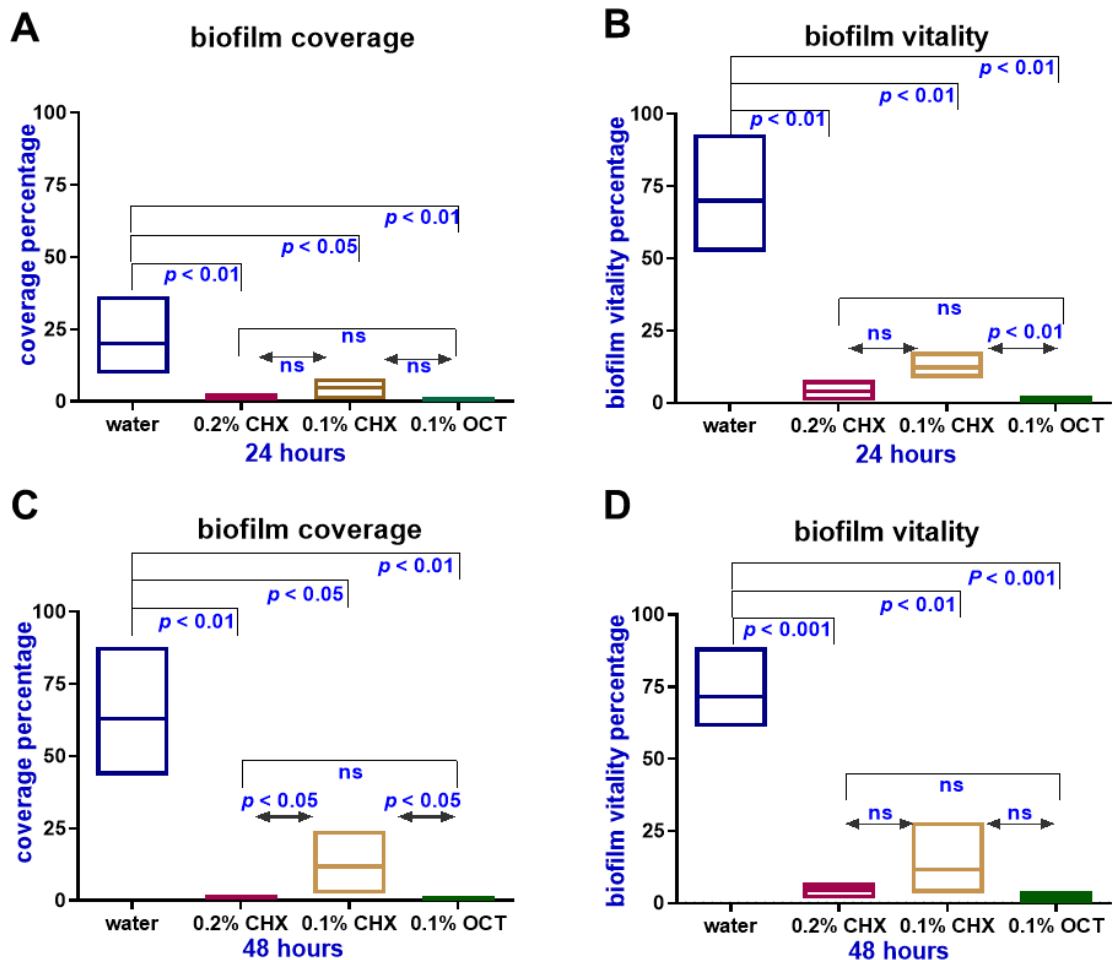 A
biofilm coverage
coverage percentage
100
75
50
25
0
p < 0.01
p < 0.05
p < 0.01
ns
ns
ns
water
0.2% CHX
0.1% CHX
0.1% OCT
24 hours
B
biofilm vitality
biofilm vitality percentage
100
75
50
25
0
p < 0.01
p < 0.01
p < 0.01
ns
ns
p < 0.01
water
0.2% CHX
0.1% CHX
0.1% OCT
24 hours
C
biofilm coverage
coverage percentage
100
75
50
25
0
p < 0.01
p < 0.05
p < 0.01
ns
p < 0.05
p < 0.05
water
0.2% CHX
0.1% CHX
0.1% OCT
48 hours
D
biofilm vitality
biofilm vitality percentage
100
75
50
25
0
P < 0.001
p < 0.01
p < 0.001
ns
ns
ns
water
0.2% CHX
0.1% CHX
0.1% OCT
48 hours